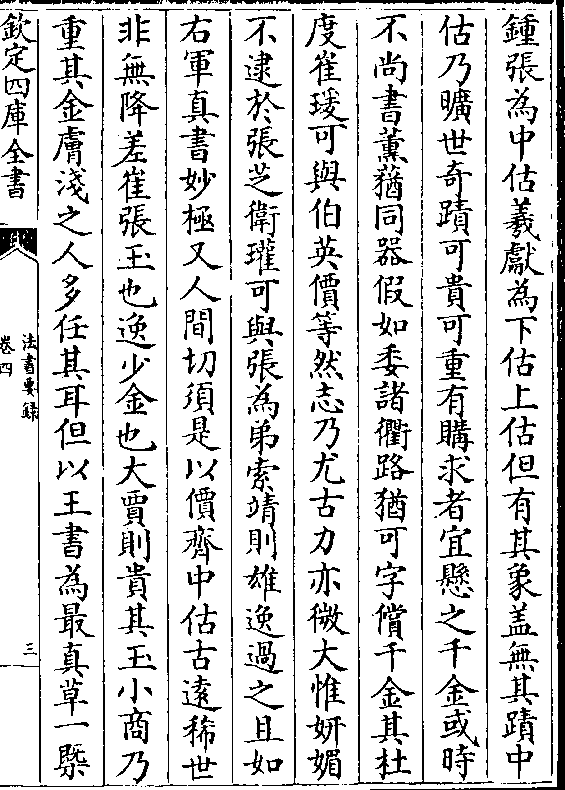 鍾張為中估羲獻為下估上估但有其象盖無其蹟中
估乃曠世奇蹟可貴可重有購求者宜懸之千金或時
不尚書薰蕕同器假如委諸衢路猶可字償千金其杜
度崔瑗可與伯英價等然志乃尤古力亦微大惟妍媚
不逮於張芝衛瓘可與張為弟索靖則雄逸過之且如
右軍真書妙極又人間切須是以價齊中估古遠稀世
非無降差崔張玉也逸少金也大賈則貴其玉小商乃
重其金膚淺之人多任其耳但以王書為最真草一槩
欽定四庫全書
法書要錄
卷四
三